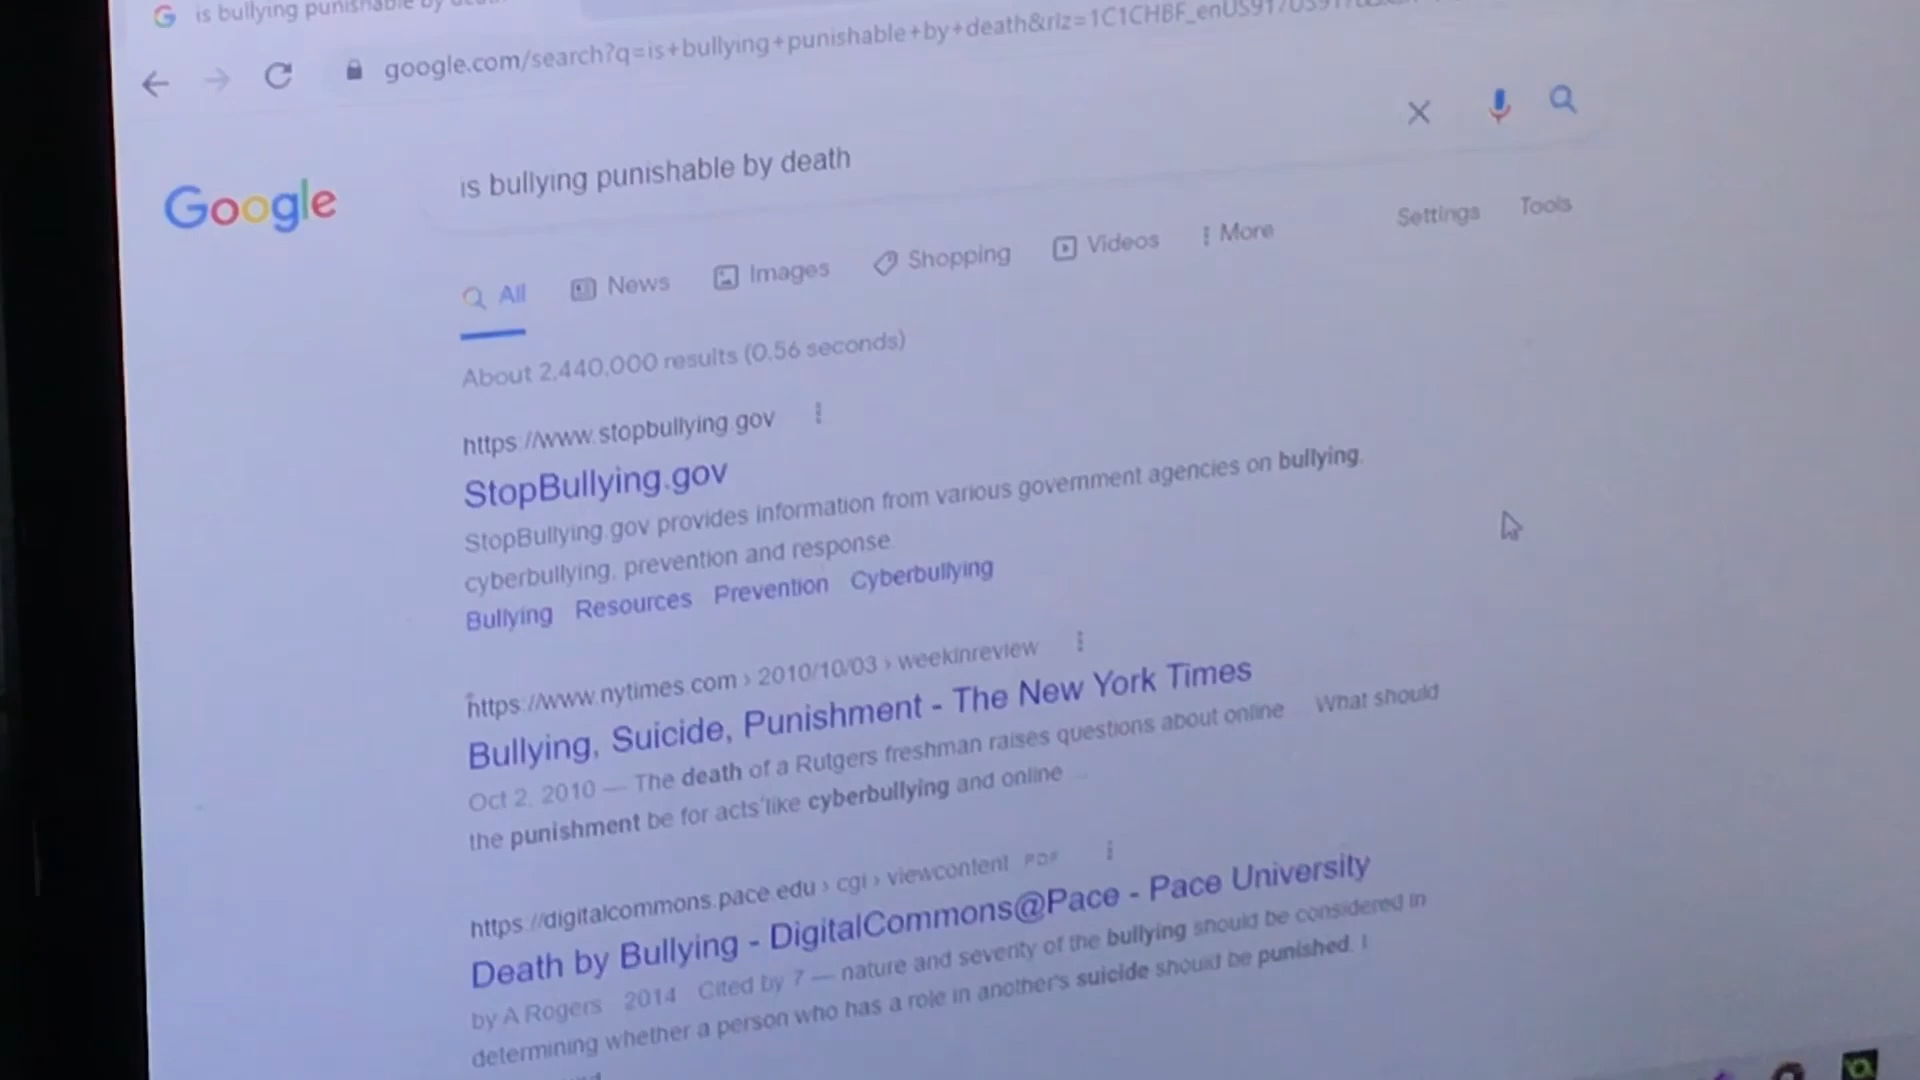 is bullying punishable by death
google.com/search?q=is+bullying+punishable+by+death&rlz=1C1CHBF_enUS917US917
Google
is bullying punishable by death
All News Images Shopping Videos More Settings Tools
About 2,440,000 results (0.56 seconds)
https://www.stopbullying.gov
StopBullying.gov
StopBullying.gov provides information from various government agencies on bullying,
cyberbullying, prevention and response
Bullying Resources Prevention Cyberbullying
https://www.nytimes.com › 2010/10/03 › weekinreview
Bullying, Suicide, Punishment - The New York Times
Oct 2, 2010 — The death of a Rutgers freshman raises questions about online ... What should
the punishment be for acts like cyberbullying and online ...
https://digitalcommons.pace.edu › cgi › viewcontent PDF
Death by Bullying - DigitalCommons@Pace - Pace University
by A Rogers 2014 Cited by 7 — nature and severity of the bullying should be considered in
determining whether a person who has a role in another's suicide should be punished. I